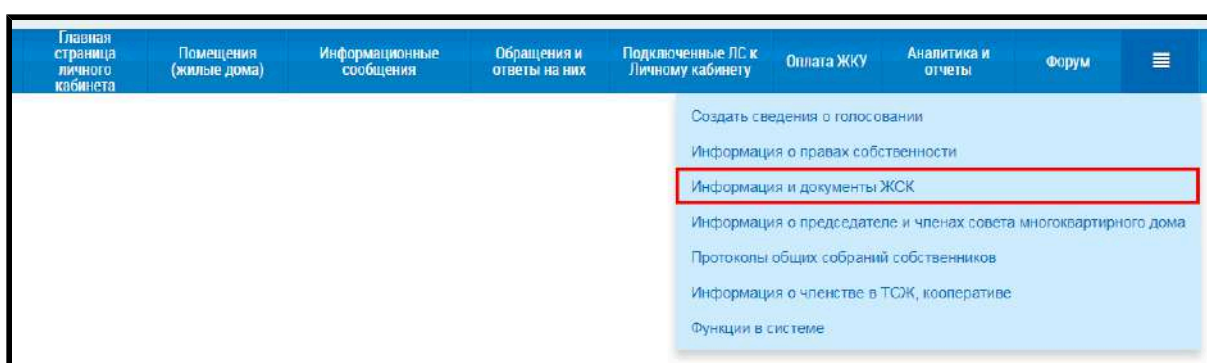 Главная
страница
личного
кабинета
Помещения
(жилые дома)
Информационные
сообщения
Обращения и
ответы на них
Подключенные ЛС к
Личному кабинету
Оплата ЖКУ
Аналитика и
отчеты
Форум
Создать сведения о голосовании
Информация о правах собственности
Информация и документы ЖСК
Информация о председателе и членах совета многоквартирного дома
Протоколы общих собраний собственников
Информация о членстве в ТСЖ, кооперативе
Функции в системе